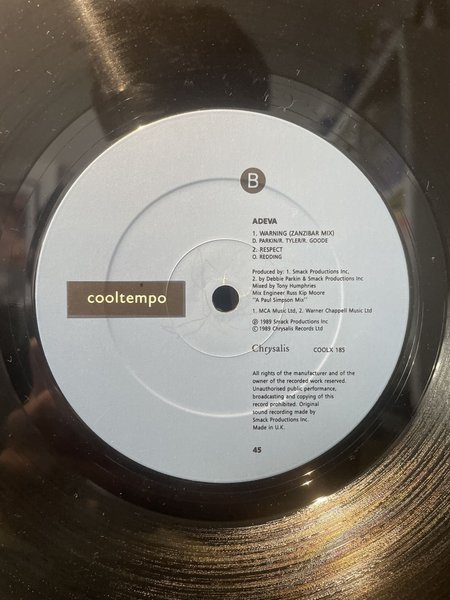 B
ADEVA
1. WARNING (ZANZIBAR MIX)
D. PARKIN/R. TYLER/R. GOODE
2. RESPECT
O. REDDING
Produced by: 1. Smack Productions Inc.
2. by Debbie Parkin & Smack Productions Inc
Mixed by Tony Humphries
Mix Engineer Russ Kip Moore
"A Paul Simpson Mix"
1. MCA Music Ltd, 2. Warner Chappell Music Ltd
℗ 1989 Smack Productions Inc
© 1989 Chrysalis Records Ltd
cooltempo
Chrysalis COOLX 185
All rights of the manufacturer and of the
owner of the recorded work reserved.
Unauthorised public performance,
broadcasting and copying of this
record prohibited. Original
sound recording made by
Smack Productions Inc.
Made in U.K.
45